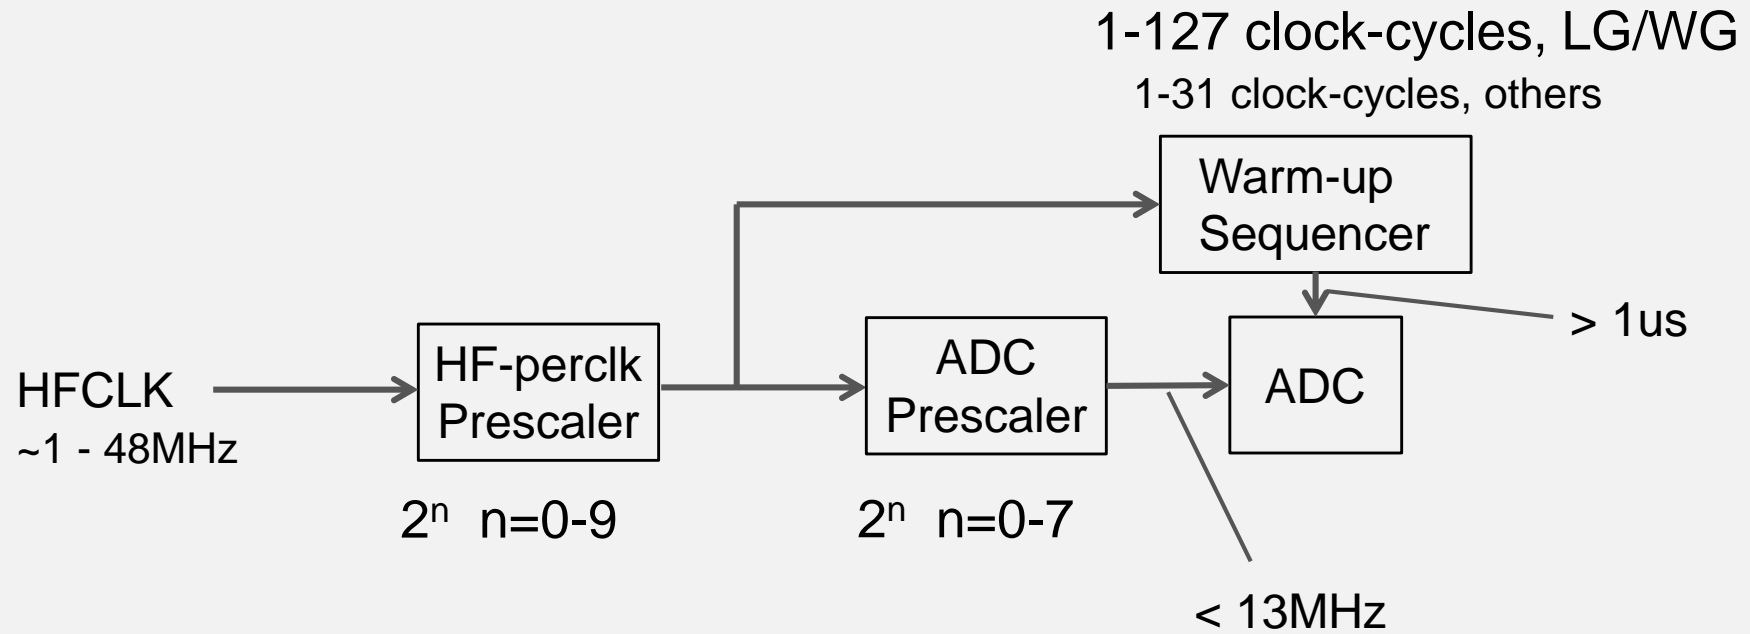 1-127 clock-cycles, LG/WG
1-31 clock-cycles, others
Warm-up
Sequencer
> 1us
HFCLK
~1 - 48MHz
HF-perclk
Prescaler
ADC
Prescaler
ADC
2ⁿ n=0-9
2ⁿ n=0-7
< 13MHz